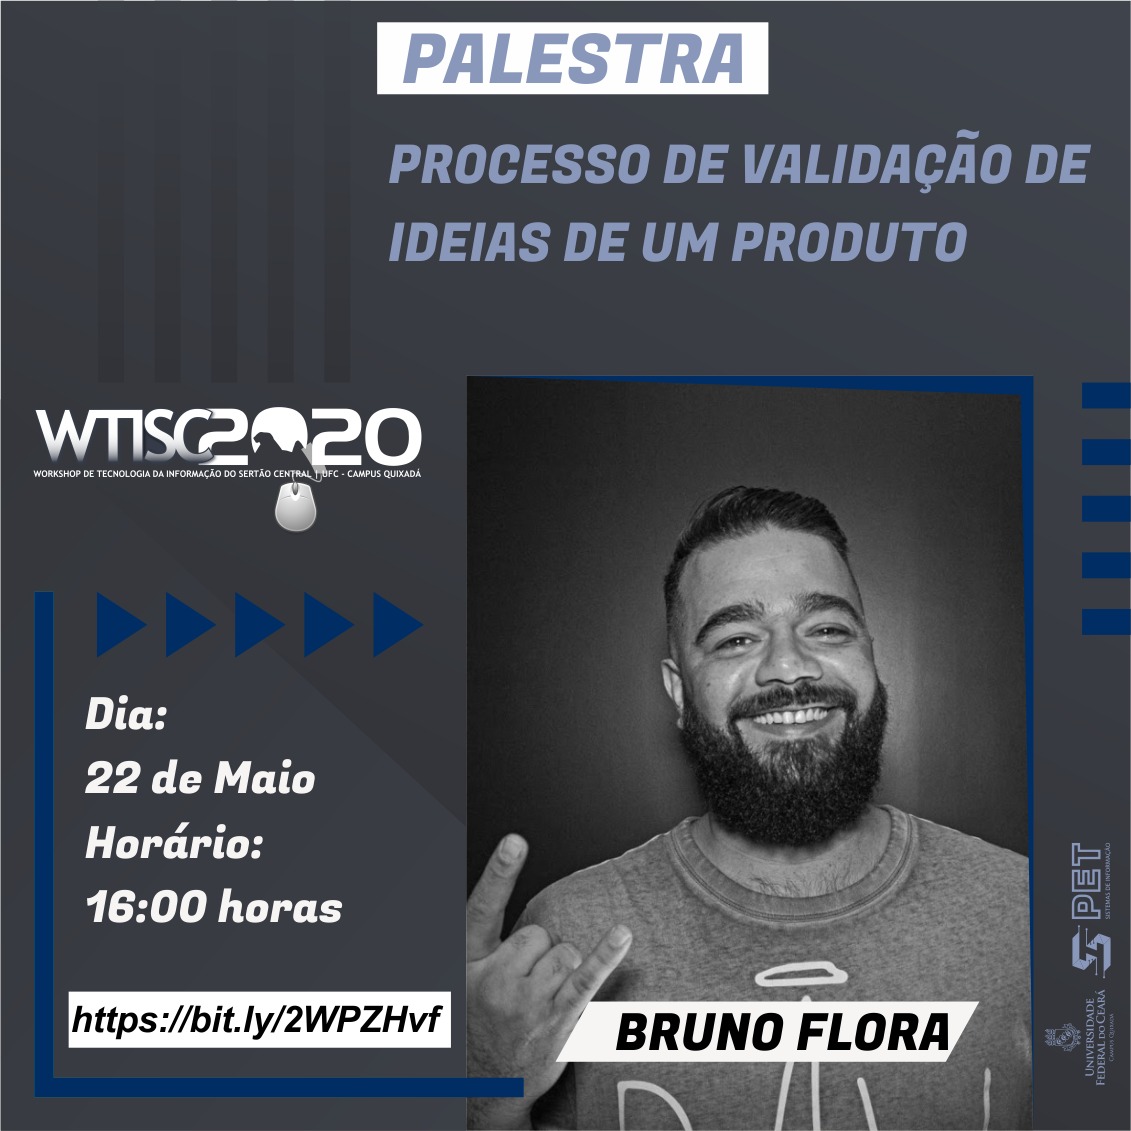 PALESTRA
PROCESSO DE VALIDAÇÃO DE
IDEIAS DE UM PRODUTO
WTISC2020
WORKSHOP DE TECNOLOGIA DA INFORMAÇÃO DO SERTÃO CENTRAL | UFC - CAMPUS QUIXADÁ
Dia:
22 de Maio
Horário:
16:00 horas
https://bit.ly/2WPZHvf
BRUNO FLORA
PET
SISTEMAS DE INFORMAÇÃO
UNIVERSIDADE
FEDERAL DO CEARÁ
CAMPUS QUIXADÁ